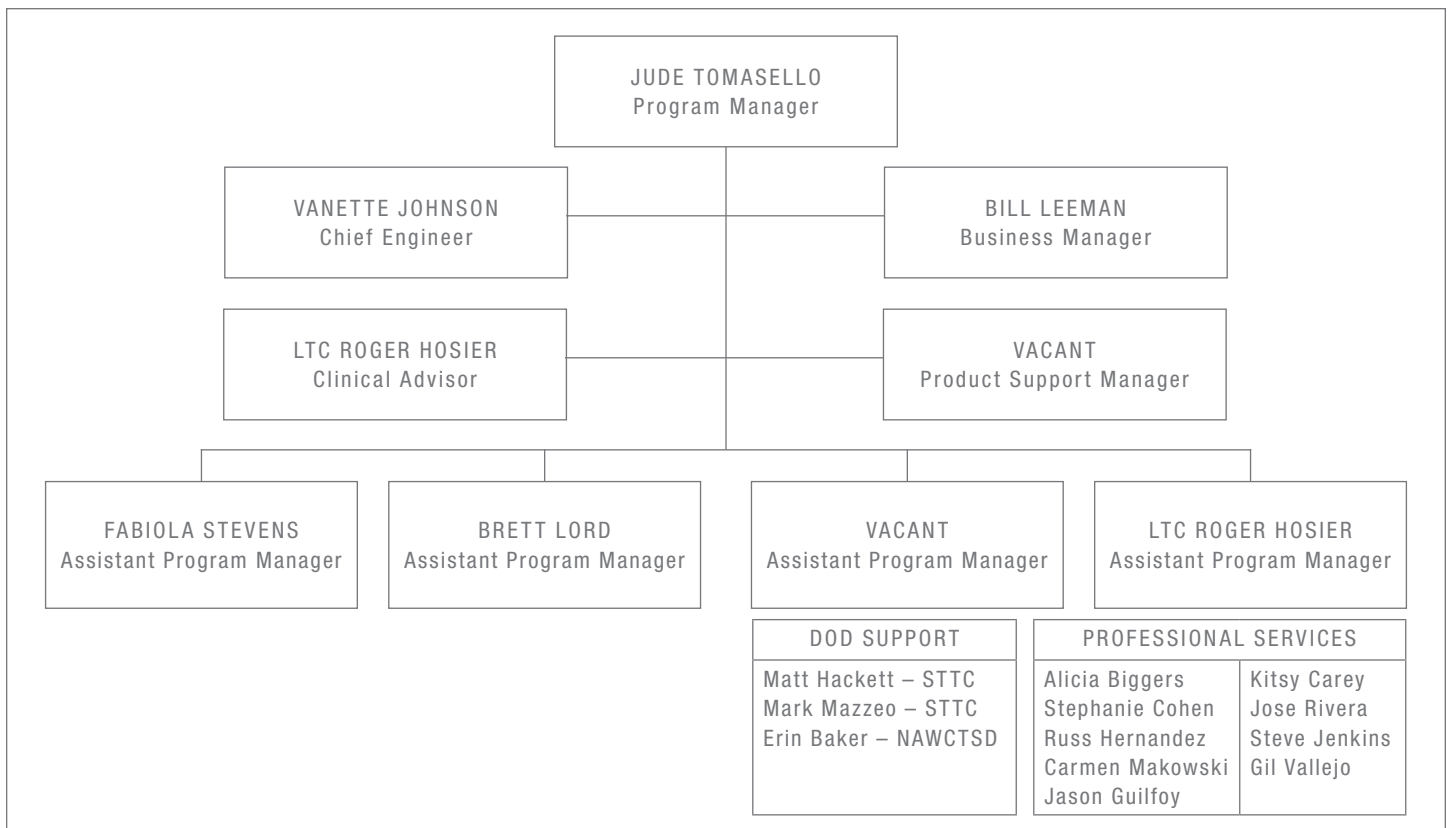 JUDE TOMASELLO
Program Manager
VANETTE JOHNSON
Chief Engineer
BILL LEEMAN
Business Manager
LTC ROGER HOSIER
Clinical Advisor
VACANT
Product Support Manager
FABIOLA STEVENS
Assistant Program Manager
BRETT LORD
Assistant Program Manager
VACANT
Assistant Program Manager
LTC ROGER HOSIER
Assistant Program Manager
DOD SUPPORT
Matt Hackett – STTC
Mark Mazzeo – STTC
Erin Baker – NAWCTSD
PROFESSIONAL SERVICES
Alicia Biggers
Stephanie Cohen
Russ Hernandez
Carmen Makowski
Jason Guilfoy
Kitsy Carey
Jose Rivera
Steve Jenkins
Gil Vallejo